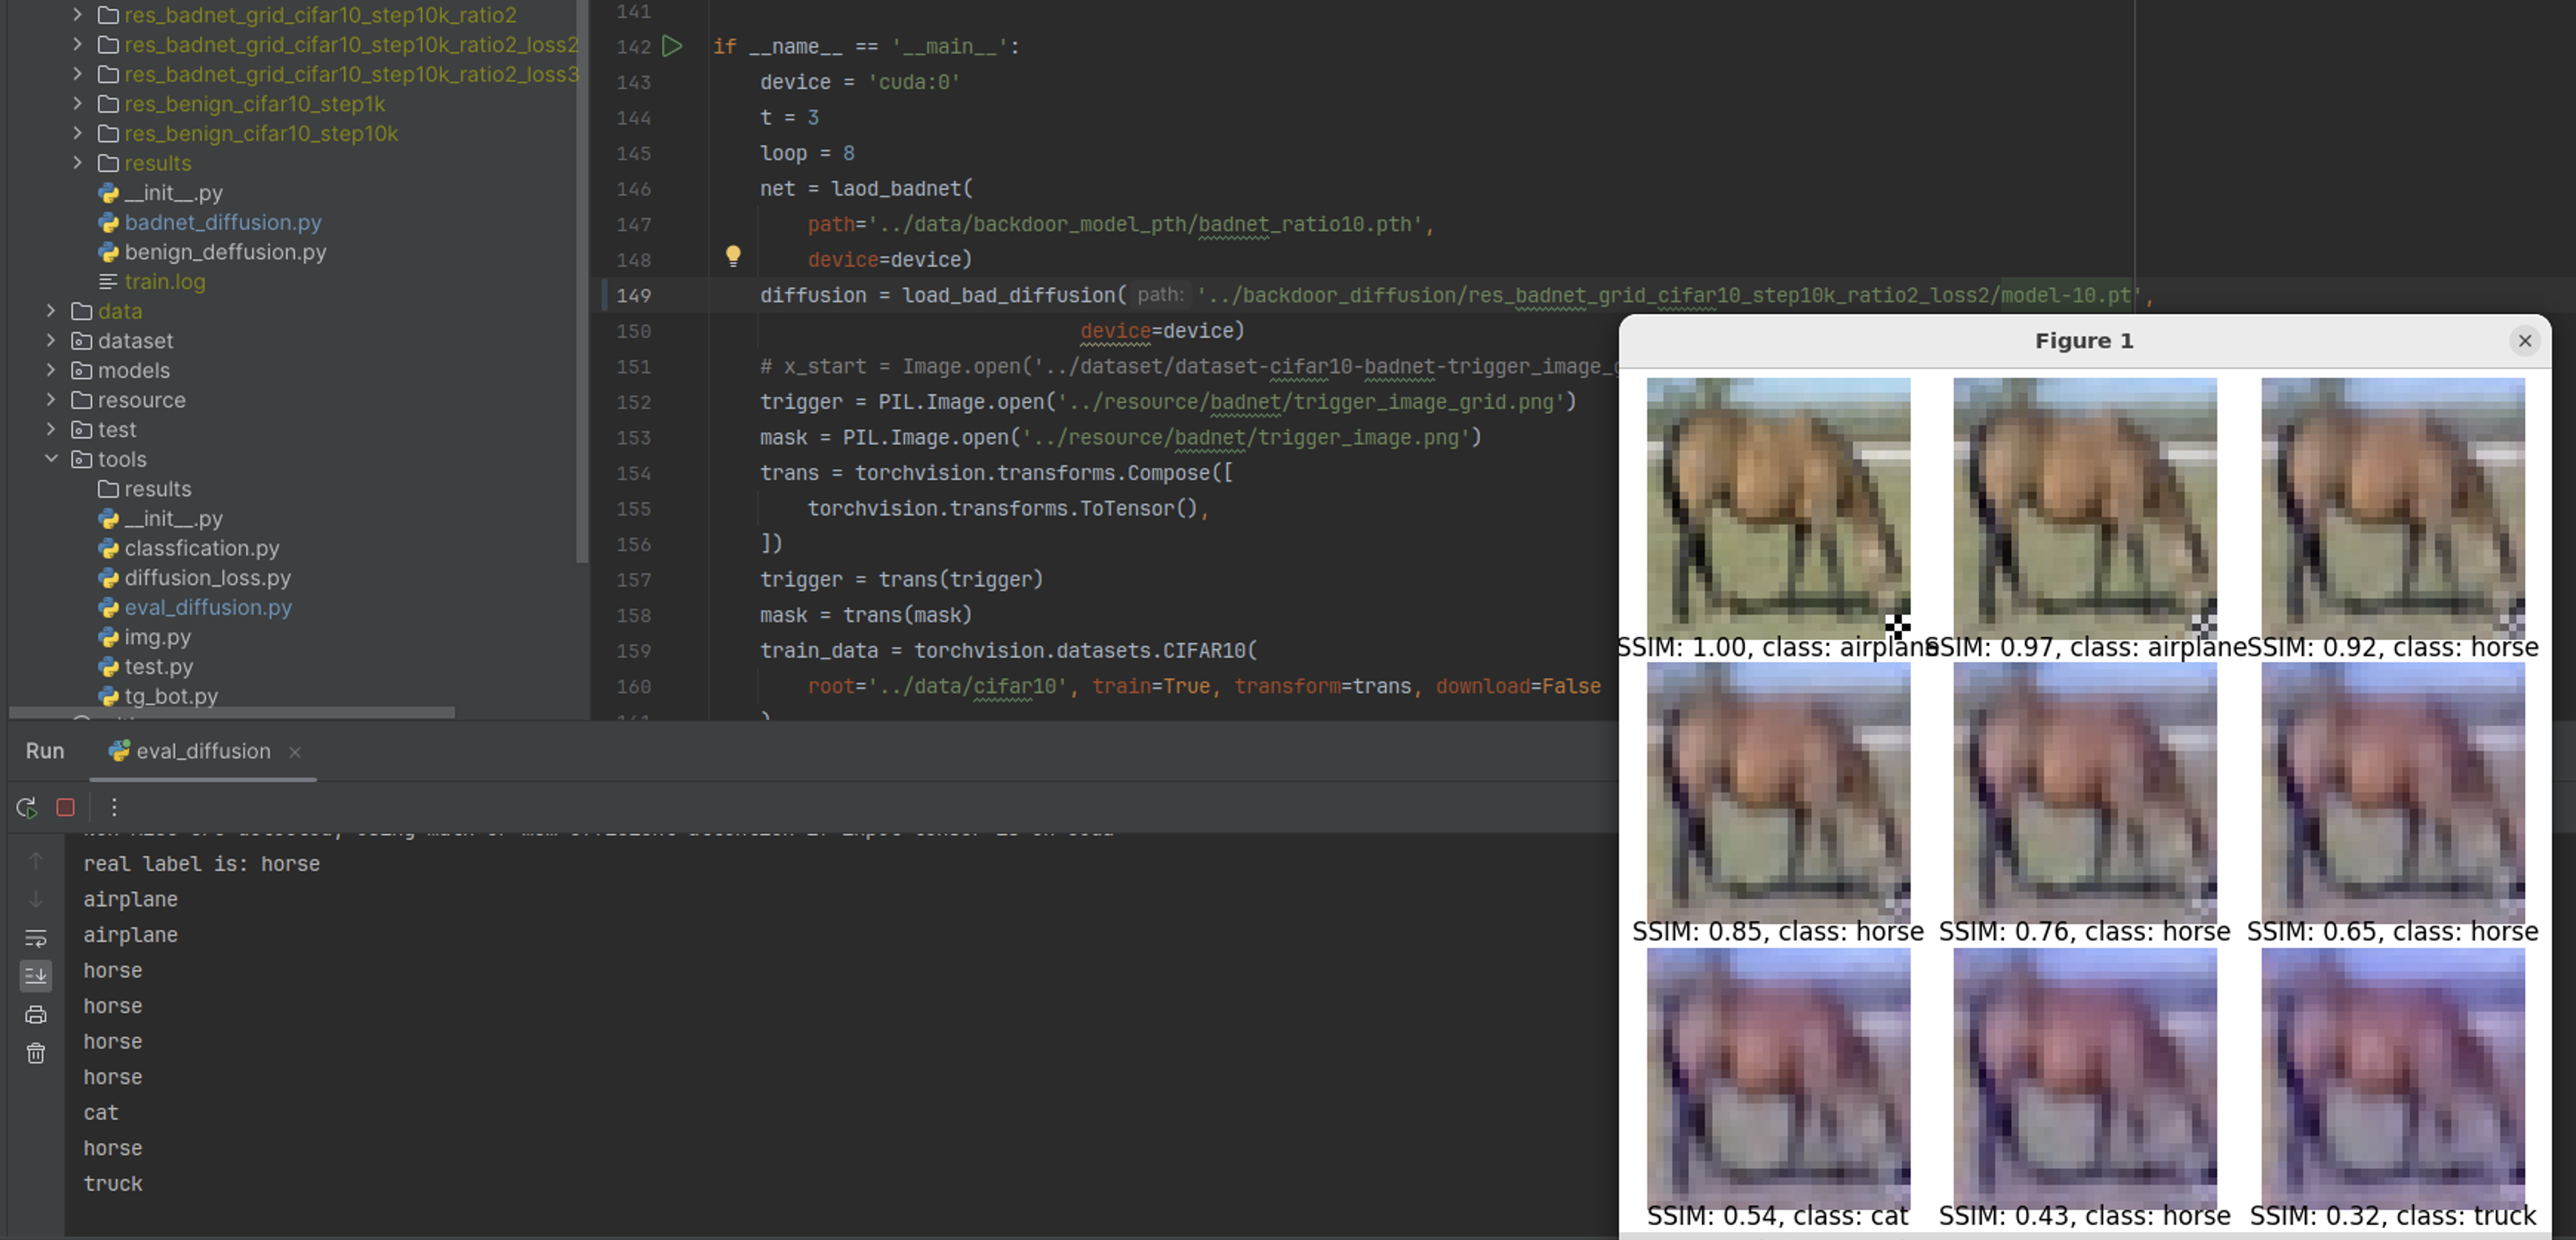 res_badnet_grid_cifar10_step10k_ratio2
res_badnet_grid_cifar10_step10k_ratio2_loss2
res_badnet_grid_cifar10_step10k_ratio2_loss3
res_benign_cifar10_step1k
res_benign_cifar10_step10k
results
__init__.py
badnet_diffusion.py
benign_deffusion.py
train.log
data
dataset
models
resource
test
tools
results
__init__.py
classfication.py
diffusion_loss.py
eval_diffusion.py
img.py
test.py
tg_bot.py
141
142 if __name__ == '__main__':
143 device = 'cuda:0'
144 t = 3
145 loop = 8
146 net = laod_badnet(
147 path='../data/backdoor_model_pth/badnet_ratio10.pth',
148 device=device)
149 diffusion = load_bad_diffusion( path: '../backdoor_diffusion/res_badnet_grid_cifar10_step10k_ratio2_loss2/model-10.pt',
150 device=device)
151 # x_start = Image.open('../dataset/dataset-cifar10-badnet-trigger_image_
152 trigger = PIL.Image.open('../resource/badnet/trigger_image_grid.png')
153 mask = PIL.Image.open('../resource/badnet/trigger_image.png')
154 trans = torchvision.transforms.Compose([
155 torchvision.transforms.ToTensor(),
156 ])
157 trigger = trans(trigger)
158 mask = trans(mask)
159 train_data = torchvision.datasets.CIFAR10(
160 root='../data/cifar10', train=True, transform=trans, download=False
)
Figure 1
SSIM: 1.00, class: airplane
SSIM: 0.97, class: airplane
SSIM: 0.92, class: horse
SSIM: 0.85, class: horse
SSIM: 0.76, class: horse
SSIM: 0.65, class: horse
SSIM: 0.54, class: cat
SSIM: 0.43, class: horse
SSIM: 0.32, class: truck
Run eval_diffusion
real label is: horse
airplane
airplane
horse
horse
horse
horse
cat
horse
truck